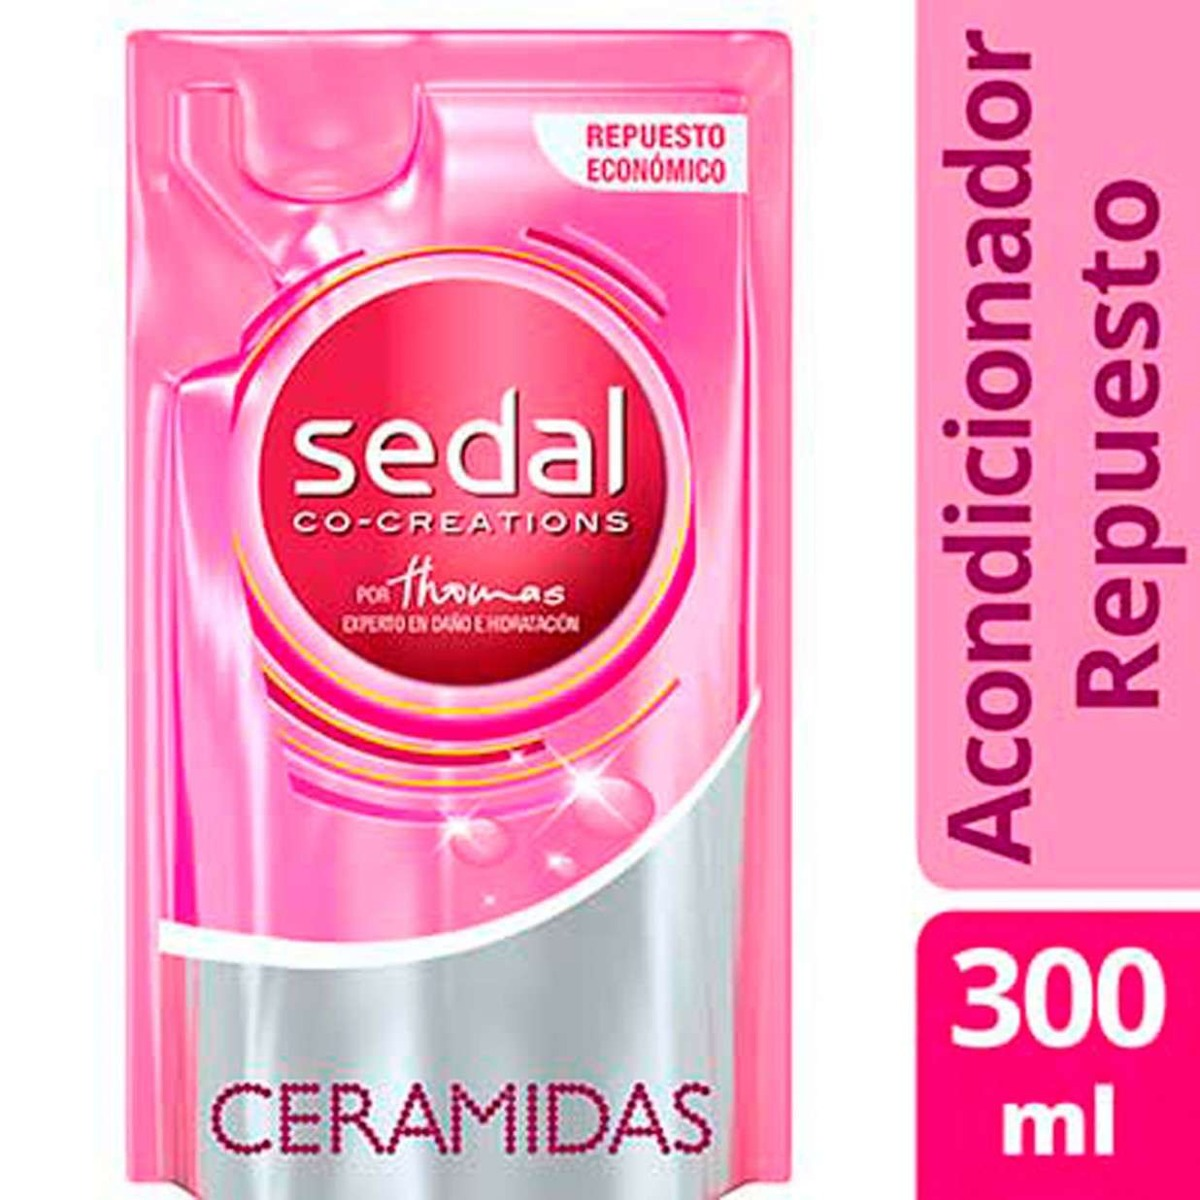 REPUESTO
ECONÓMICO
sedal
CO-CREATIONS
POR thomas
EXPERTO EN DAÑO E HIDRATACÓN
CERAMIDAS
Acondicionador
Repuesto
300
ml